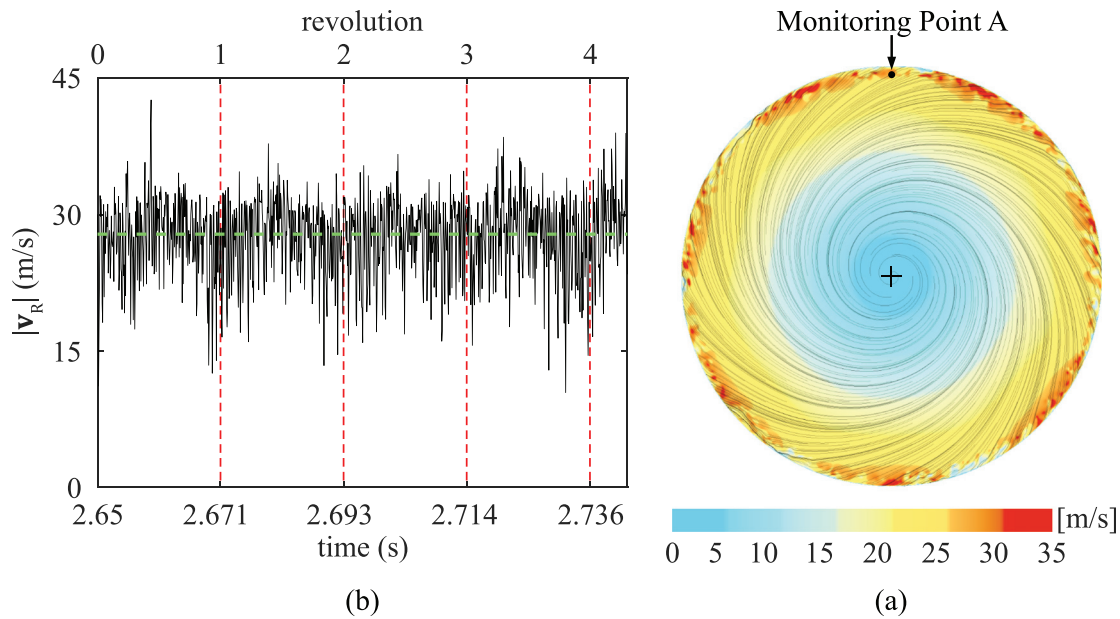 revolution
0 1 2 3 4
45
30
15
0
|v_R| (m/s)
2.65 2.671 2.693 2.714 2.736
time (s)
(b)
Monitoring Point A
[m/s]
0 5 10 15 20 25 30 35
(a)